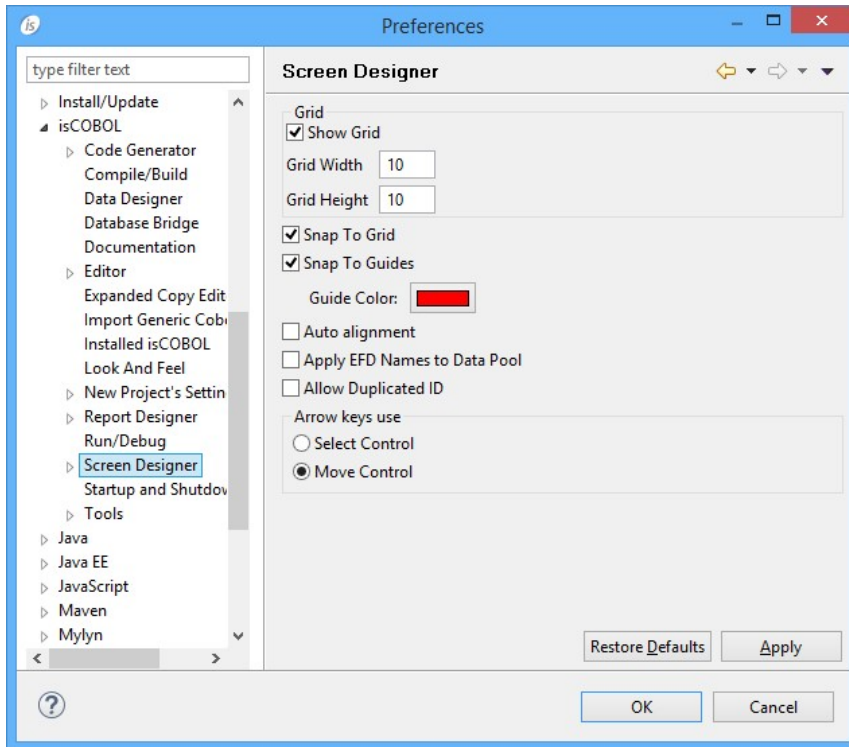 is
Preferences
type filter text
Install/Update
isCOBOL
Code Generator
Compile/Build
Data Designer
Database Bridge
Documentation
Editor
Expanded Copy Edit
Import Generic Cob
Installed isCOBOL
Look And Feel
New Project's Settin
Report Designer
Run/Debug
Screen Designer
Startup and Shutdov
Tools
Java
Java EE
JavaScript
Maven
Mylyn
Screen Designer
Grid
Show Grid
Grid Width 10
Grid Height 10
Snap To Grid
Snap To Guides
Guide Color:
Auto alignment
Apply EFD Names to Data Pool
Allow Duplicated ID
Arrow keys use
Select Control
Move Control
Restore Defaults Apply
? OK Cancel